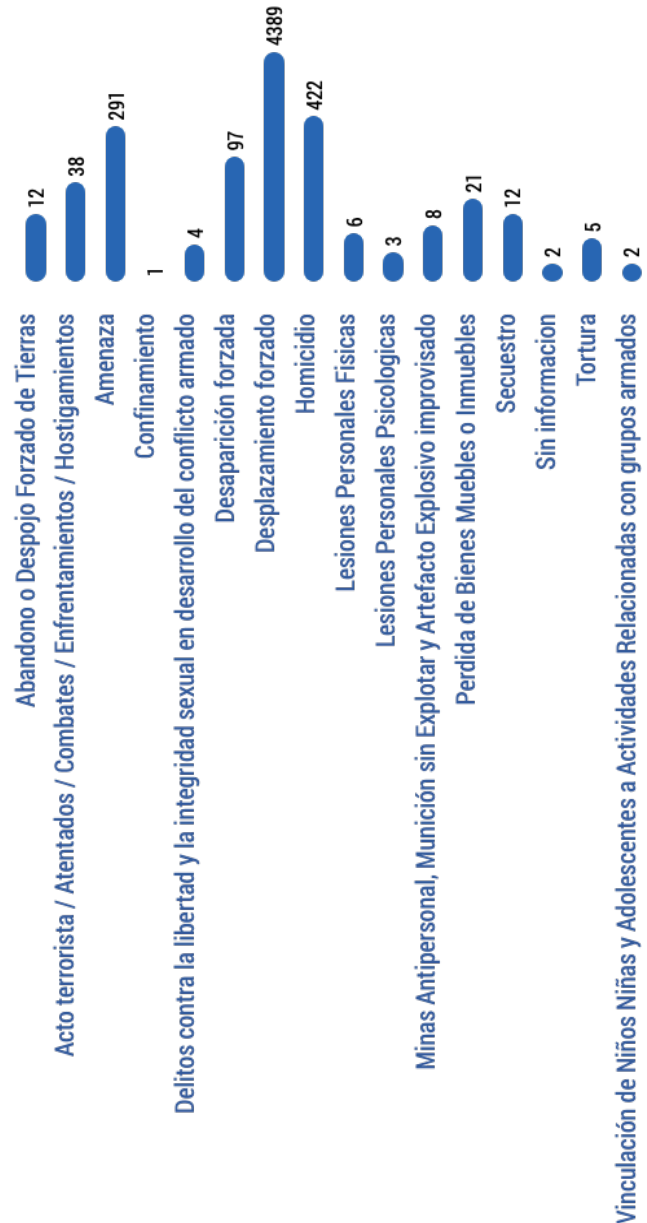 Abandono o Despojo Forzado de Tierras 12
Acto terrorista / Atentados / Combates / Enfrentamientos / Hostigamientos 38
Amenaza 291
Confinamiento 1
Delitos contra la libertad y la integridad sexual en desarrollo del conflicto armado 4
Desaparición forzada 97
Desplazamiento forzado 4389
Homicidio 422
Lesiones Personales Fisicas 6
Lesiones Personales Psicologicas 3
Minas Antipersonal, Munición sin Explotar y Artefacto Explosivo improvisado 8
Perdida de Bienes Muebles o Inmuebles 21
Secuestro 12
Sin informacion 2
Tortura 5
Vinculación de Niños Niñas y Adolescentes a Actividades Relacionadas con grupos armados 2